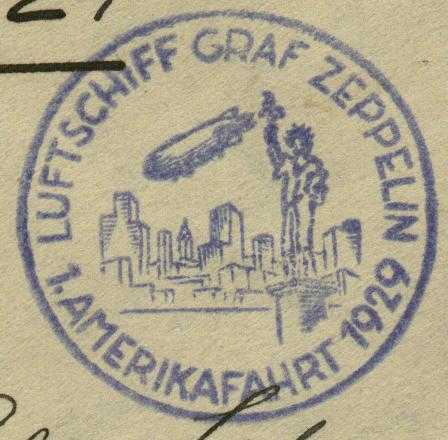 LUFTSCHIFF GRAF ZEPPELIN
1. AMERIKAFAHRT 1929